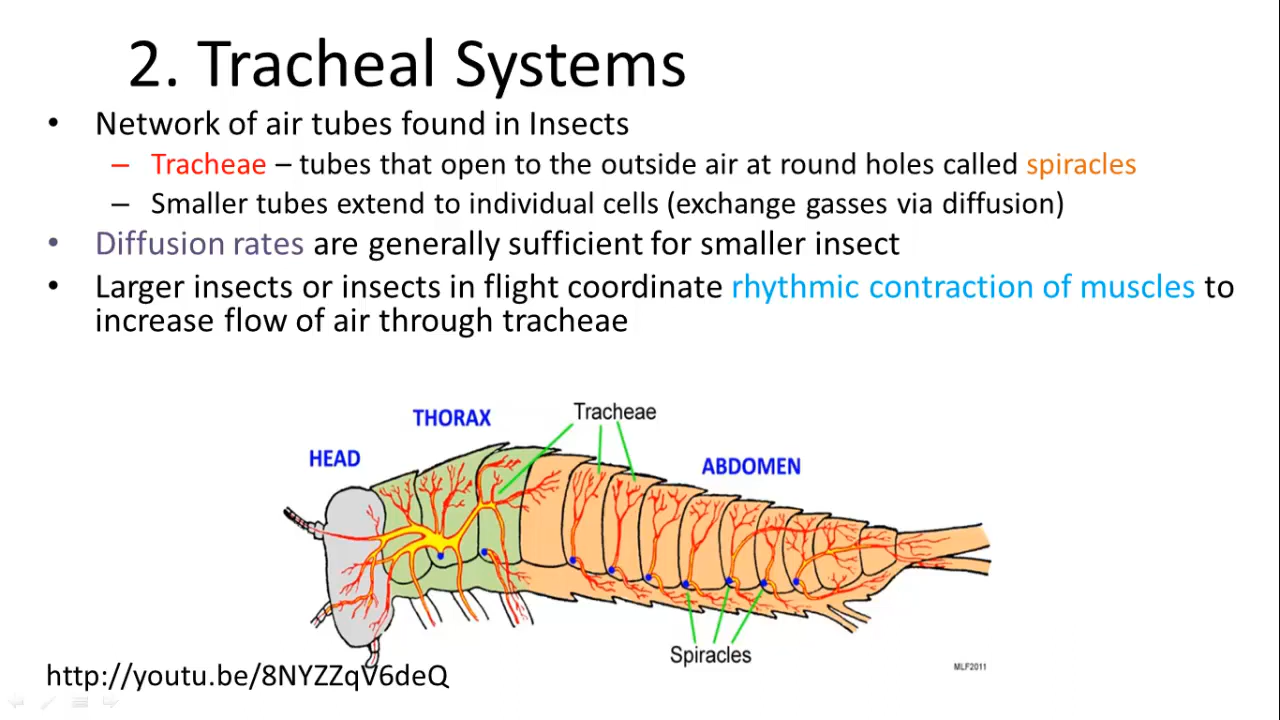 2. Tracheal Systems
• Network of air tubes found in Insects
– Tracheae – tubes that open to the outside air at round holes called spiracles
– Smaller tubes extend to individual cells (exchange gasses via diffusion)
• Diffusion rates are generally sufficient for smaller insect
• Larger insects or insects in flight coordinate rhythmic contraction of muscles to
increase flow of air through tracheae
Tracheae
THORAX
HEAD
ABDOMEN
Spiracles
MLF2011
http://youtu.be/8NYZZqV6deQ